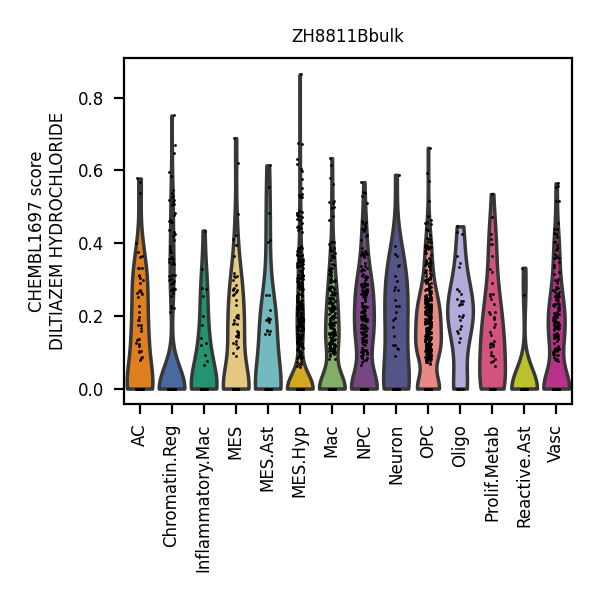 ZH8811Bbulk
CHEMBL1697 score
DILTIAZEM HYDROCHLORIDE
0.8
0.6
0.4
0.2
0.0
AC
Chromatin.Reg
Inflammatory.Mac
MES
MES.Ast
MES.Hyp
Mac
NPC
Neuron
OPC
Oligo
Prolif.Metab
Reactive.Ast
Vasc